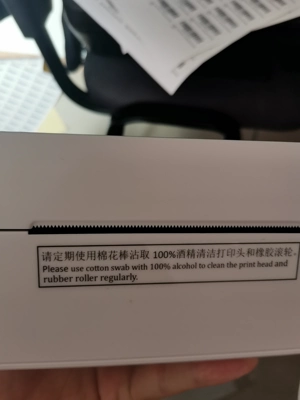 请定期使用棉花棒沾取 100%酒精清洁打印头和橡胶滚轮。
Please use cotton swab with 100% alcohol to clean the print head and
rubber roller regularly.